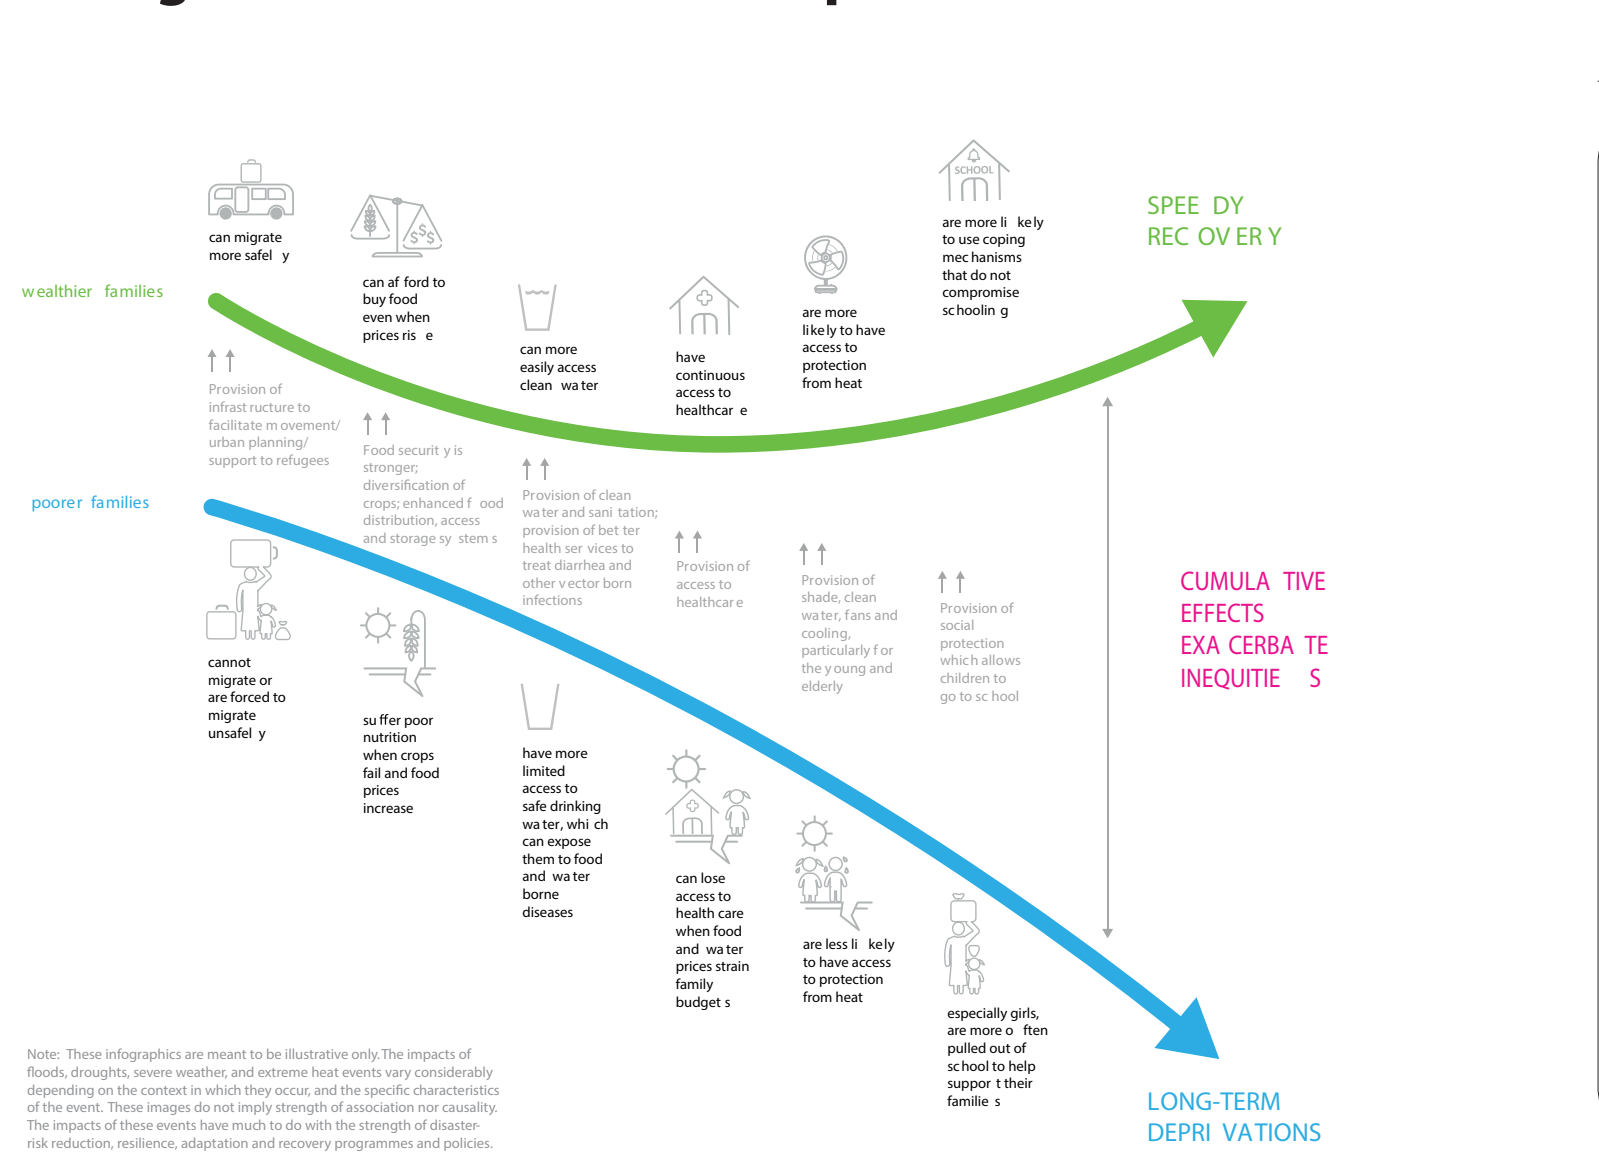 SCHOOL
can migrate
more safely
$ $ $
can afford to
buy food
even when
prices rise
can more
easily access
clean water
have
continuous
access to
healthcare
are more
likely to have
access to
protection
from heat
are more likely
to use coping
mechanisms
that do not
compromise
schooling
SPEEDY
RECOVERY
wealthier families
Provision of
infrastructure to
facilitate movement/
urban planning/
support to refugees
Food security is
stronger;
diversification of
crops; enhanced food
distribution, access
and storage systems
Provision of clean
water and sanitation;
provision of better
health services to
treat diarrhea and
other vector born
infections
Provision of
access to
healthcare
Provision of
shade, clean
water, fans and
cooling,
particularly for
the young and
elderly
Provision of
social
protection
which allows
children to
go to school
CUMULATIVE
EFFECTS
EXACERBATE
INEQUITIES
poorer families
cannot
migrate or
are forced to
migrate
unsafely
suffer poor
nutrition
when crops
fail and food
prices
increase
have more
limited
access to
safe drinking
water, which
can expose
them to food
and water
borne
diseases
can lose
access to
health care
when food
and water
prices strain
family
budgets
are less likely
to have access
to protection
from heat
especially girls,
are more often
pulled out of
school to help
support their
families
LONG-TERM
DEPRIVATIONS
Note: These infographics are meant to be illustrative only. The impacts of
floods, droughts, severe weather, and extreme heat events vary considerably
depending on the context in which they occur, and the specific characteristics
of the event. These images do not imply strength of association nor causality.
The impacts of these events have much to do with the strength of disaster-
risk reduction, resilience, adaptation and recovery programmes and policies.